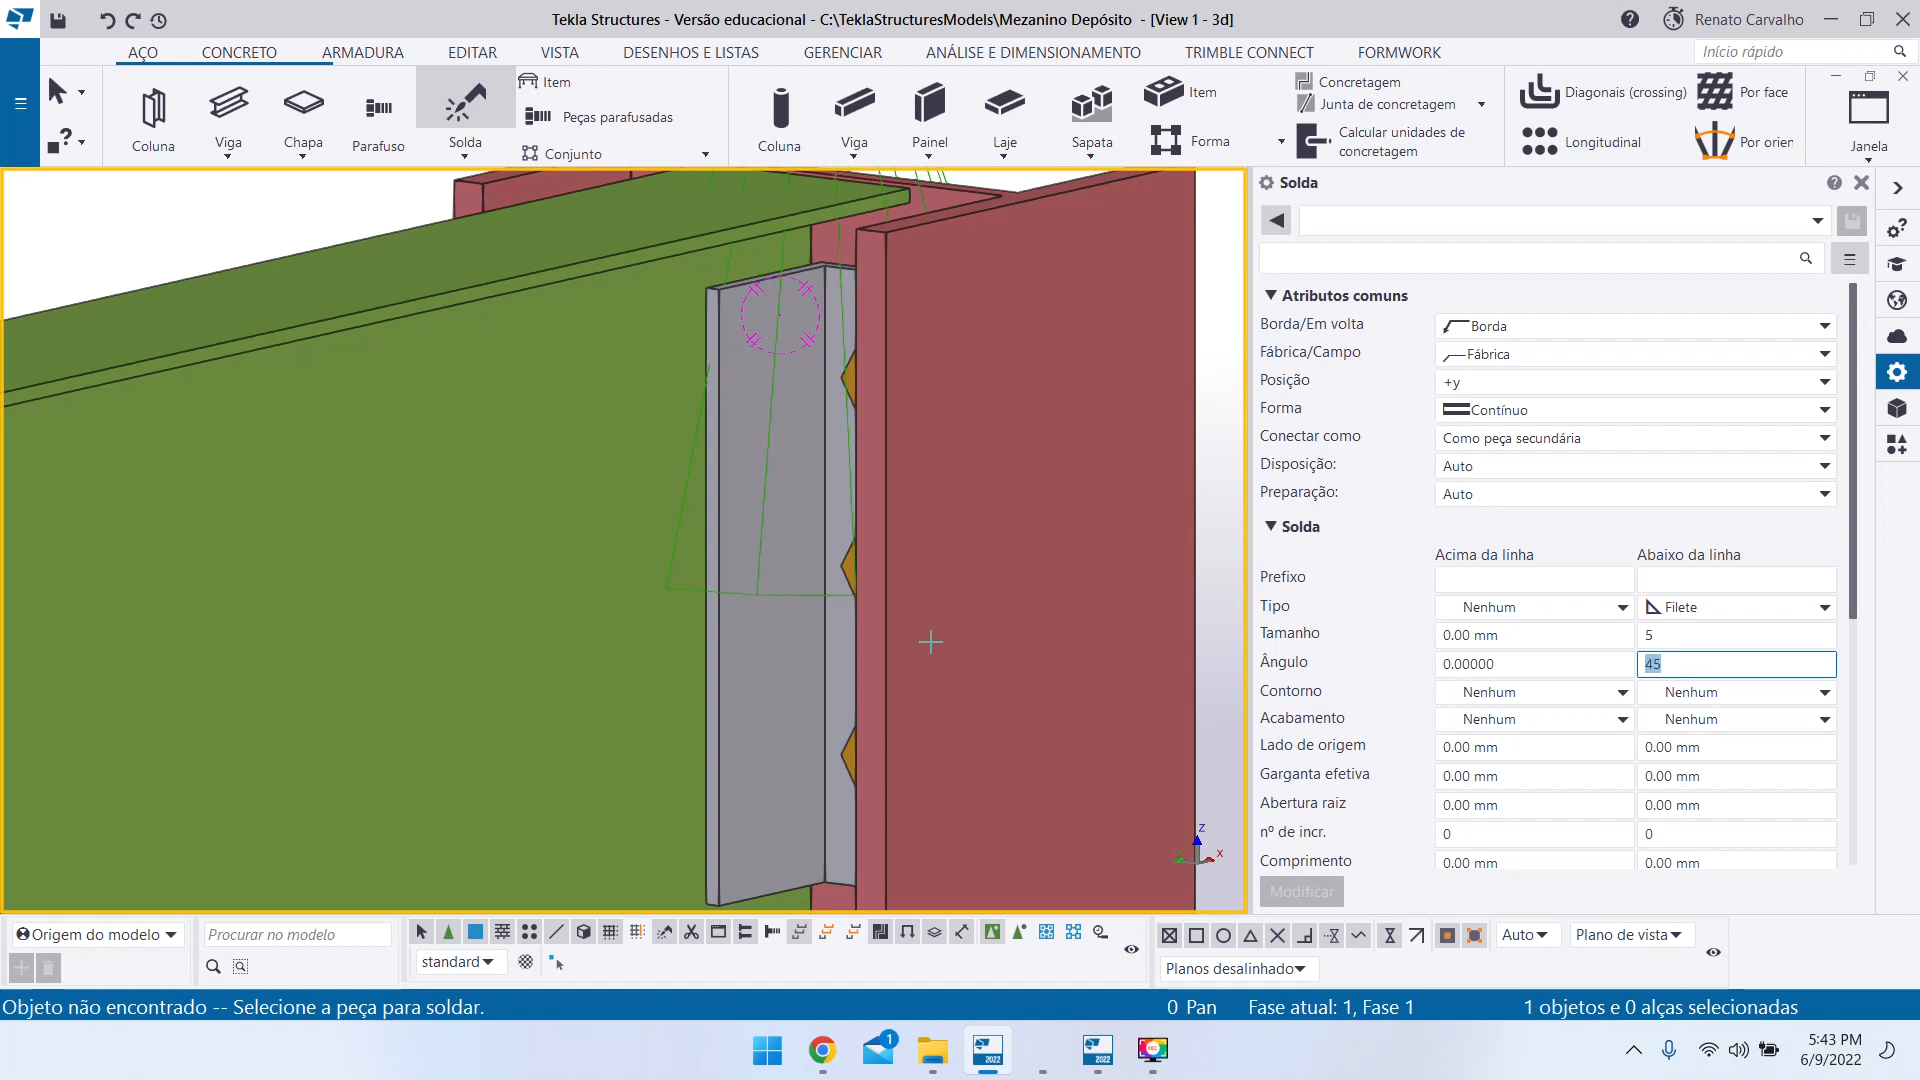 Tekla Structures - Versão educacional - C:\TeklaStructuresModels\Mezanino Depósito - [View 1 - 3d]
Renato Carvalho
AÇO CONCRETO ARMADURA EDITAR VISTA DESENHOS E LISTAS GERENCIAR ANÁLISE E DIMENSIONAMENTO TRIMBLE CONNECT FORMWORK
Início rápido
Coluna
Viga
Chapa
Parafuso
Solda
Item
Peças parafusadas
Conjunto
Coluna
Viga
Painel
Laje
Sapata
Item
Forma
Concretagem
Junta de concretagem
Calcular unidades de
concretagem
Diagonais (crossing)
Longitudinal
Por face
Por orien
Janela
Solda
Atributos comuns
Borda/Em volta Borda
Fábrica/Campo Fábrica
Posição +y
Forma Contínuo
Conectar como Como peça secundária
Disposição: Auto
Preparação: Auto
Solda
Acima da linha Abaixo da linha
Prefixo
Tipo Nenhum Filete
Tamanho 0.00 mm 5
Ângulo 0.00000 45
Contorno Nenhum Nenhum
Acabamento Nenhum Nenhum
Lado de origem 0.00 mm 0.00 mm
Garganta efetiva 0.00 mm 0.00 mm
Abertura raiz 0.00 mm 0.00 mm
nº de incr. 0 0
Comprimento 0.00 mm 0.00 mm
Modificar
z
x
Origem do modelo
Procurar no modelo
standard
Auto
Plano de vista
Planos desalinhado
Objeto não encontrado -- Selecione a peça para soldar.
0 Pan
Fase atual: 1, Fase 1
1 objetos e 0 alças selecionadas
1
2022
2022
5:43 PM
6/9/2022